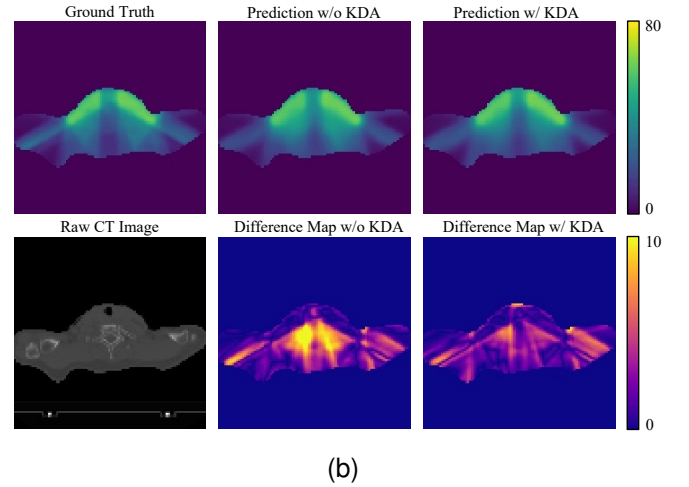 Ground Truth Prediction w/o KDA Prediction w/ KDA
80
0
Raw CT Image Difference Map w/o KDA Difference Map w/ KDA
10
0
(b)